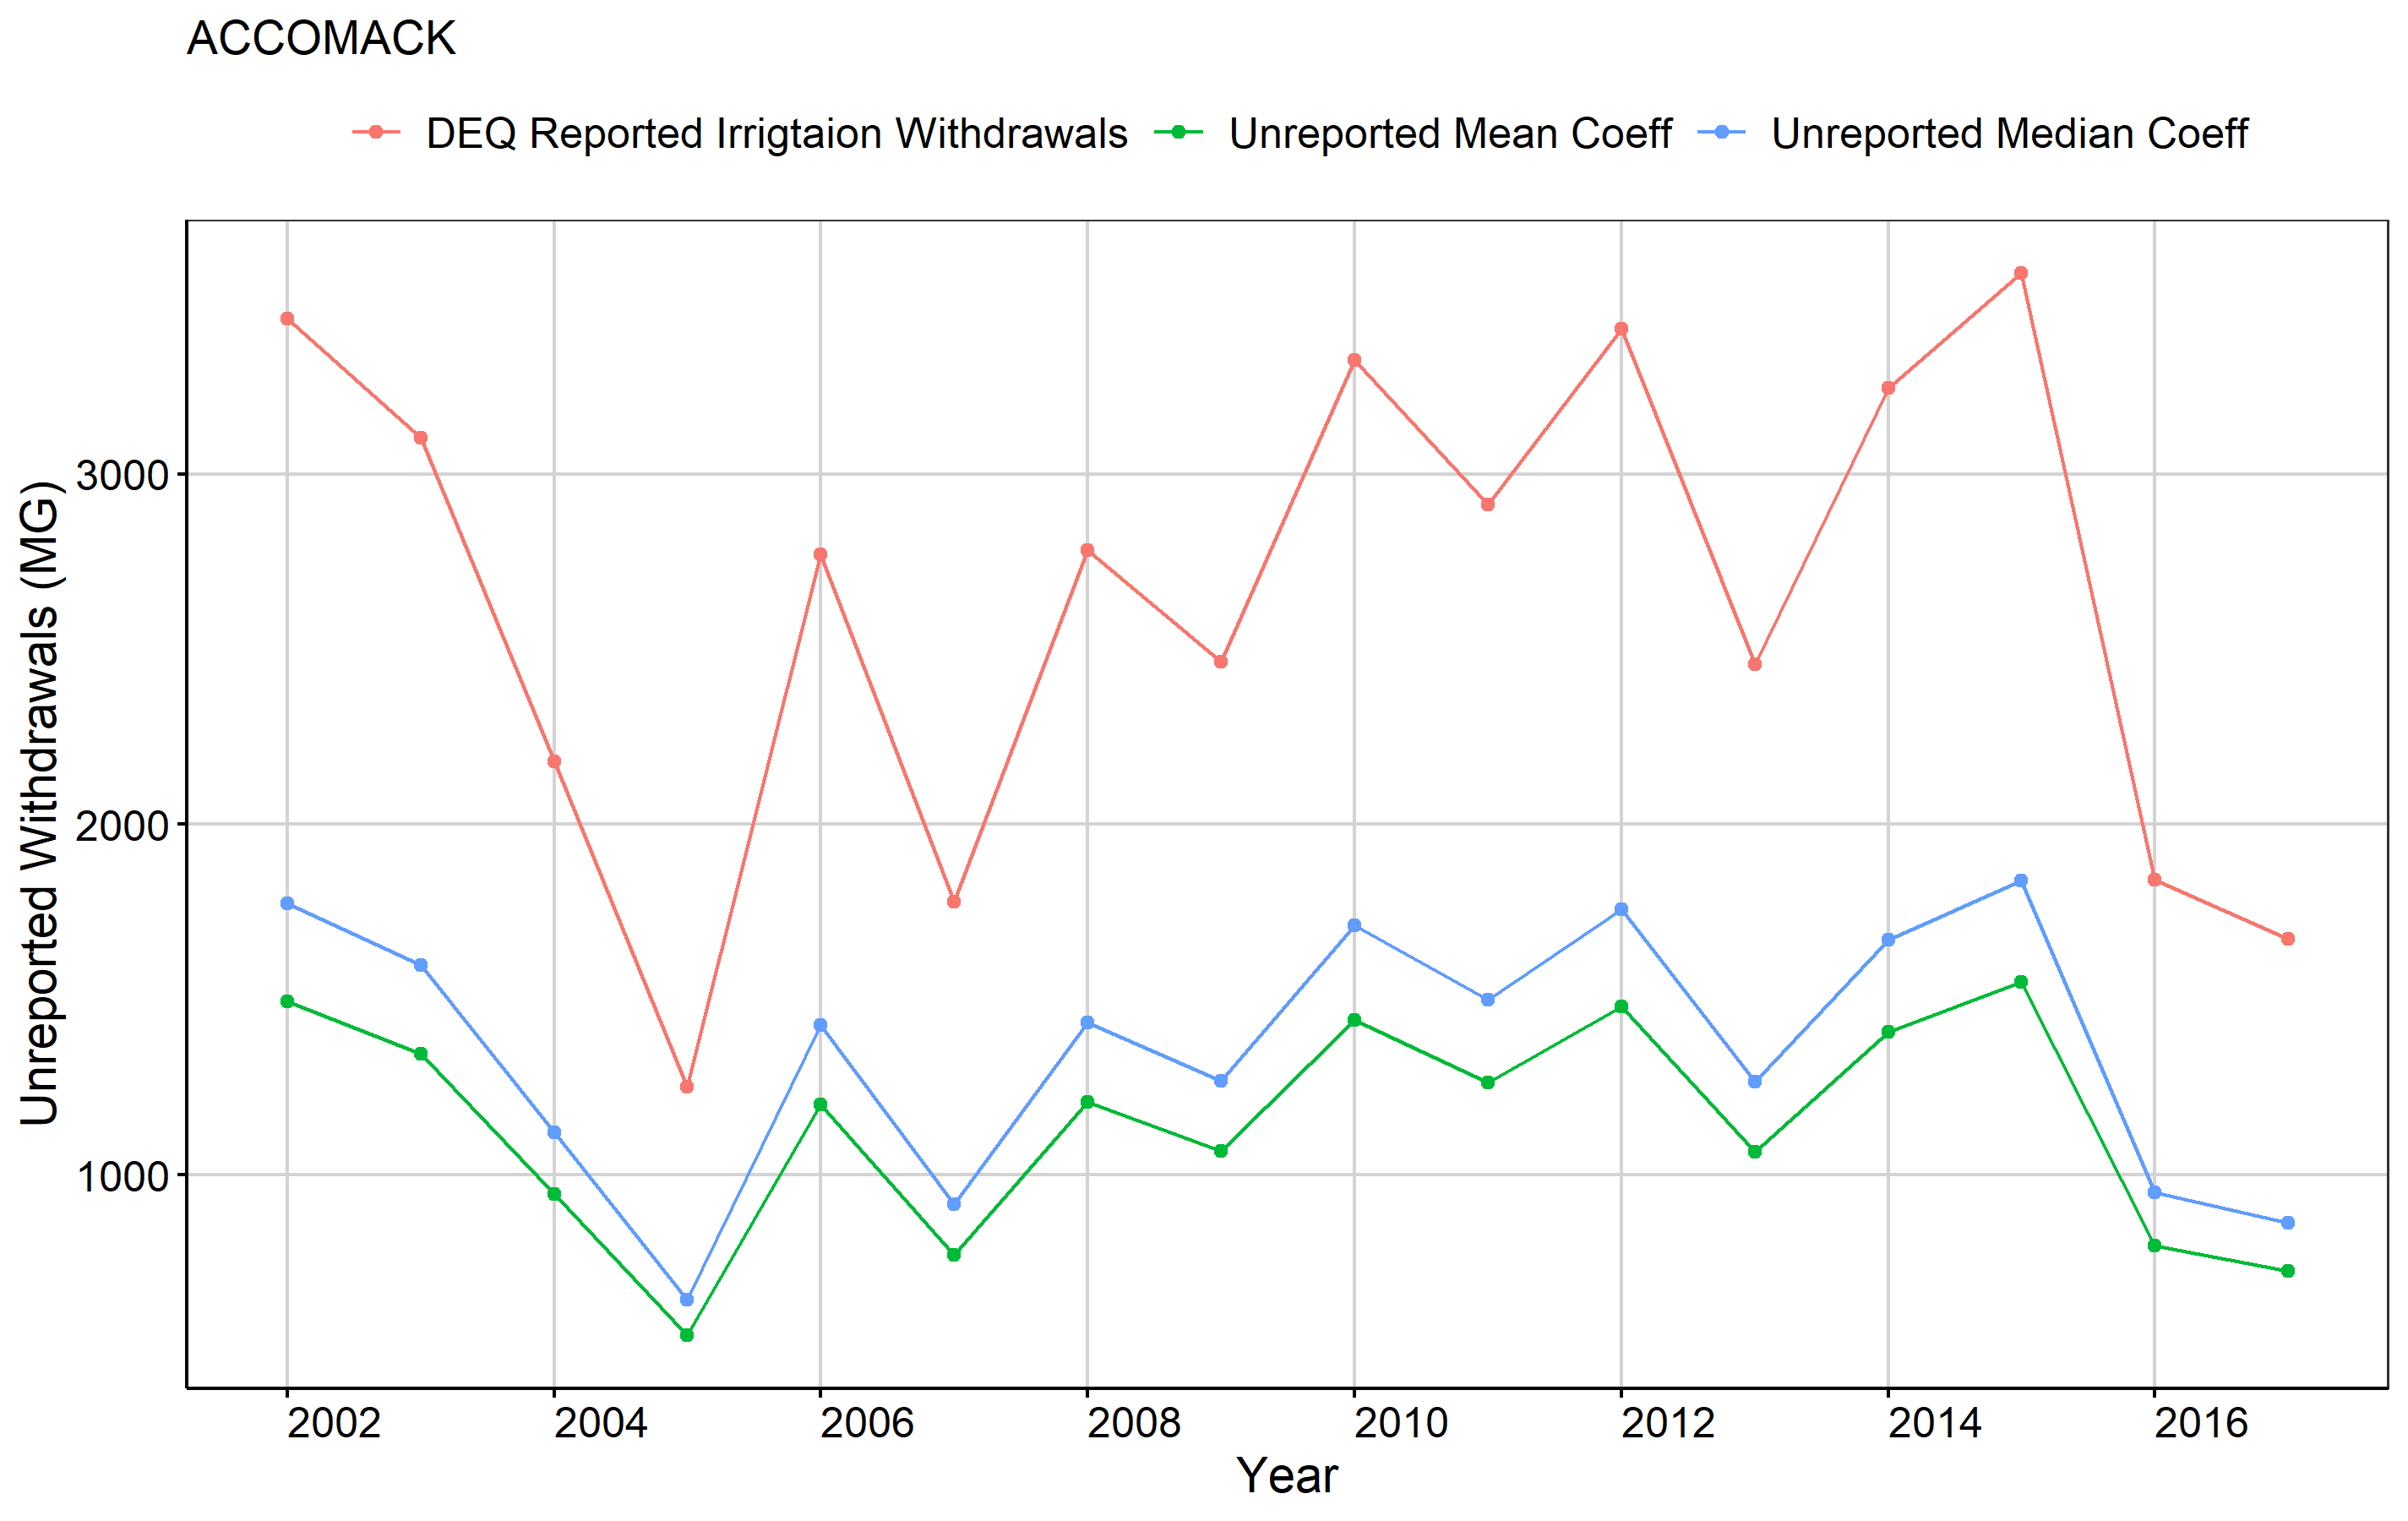 ACCOMACK
DEQ Reported Irrigtaion Withdrawals Unreported Mean Coeff Unreported Median Coeff
Unreported Withdrawals (MG)
3000
2000
1000
2002 2004 2006 2008 2010 2012 2014 2016
Year